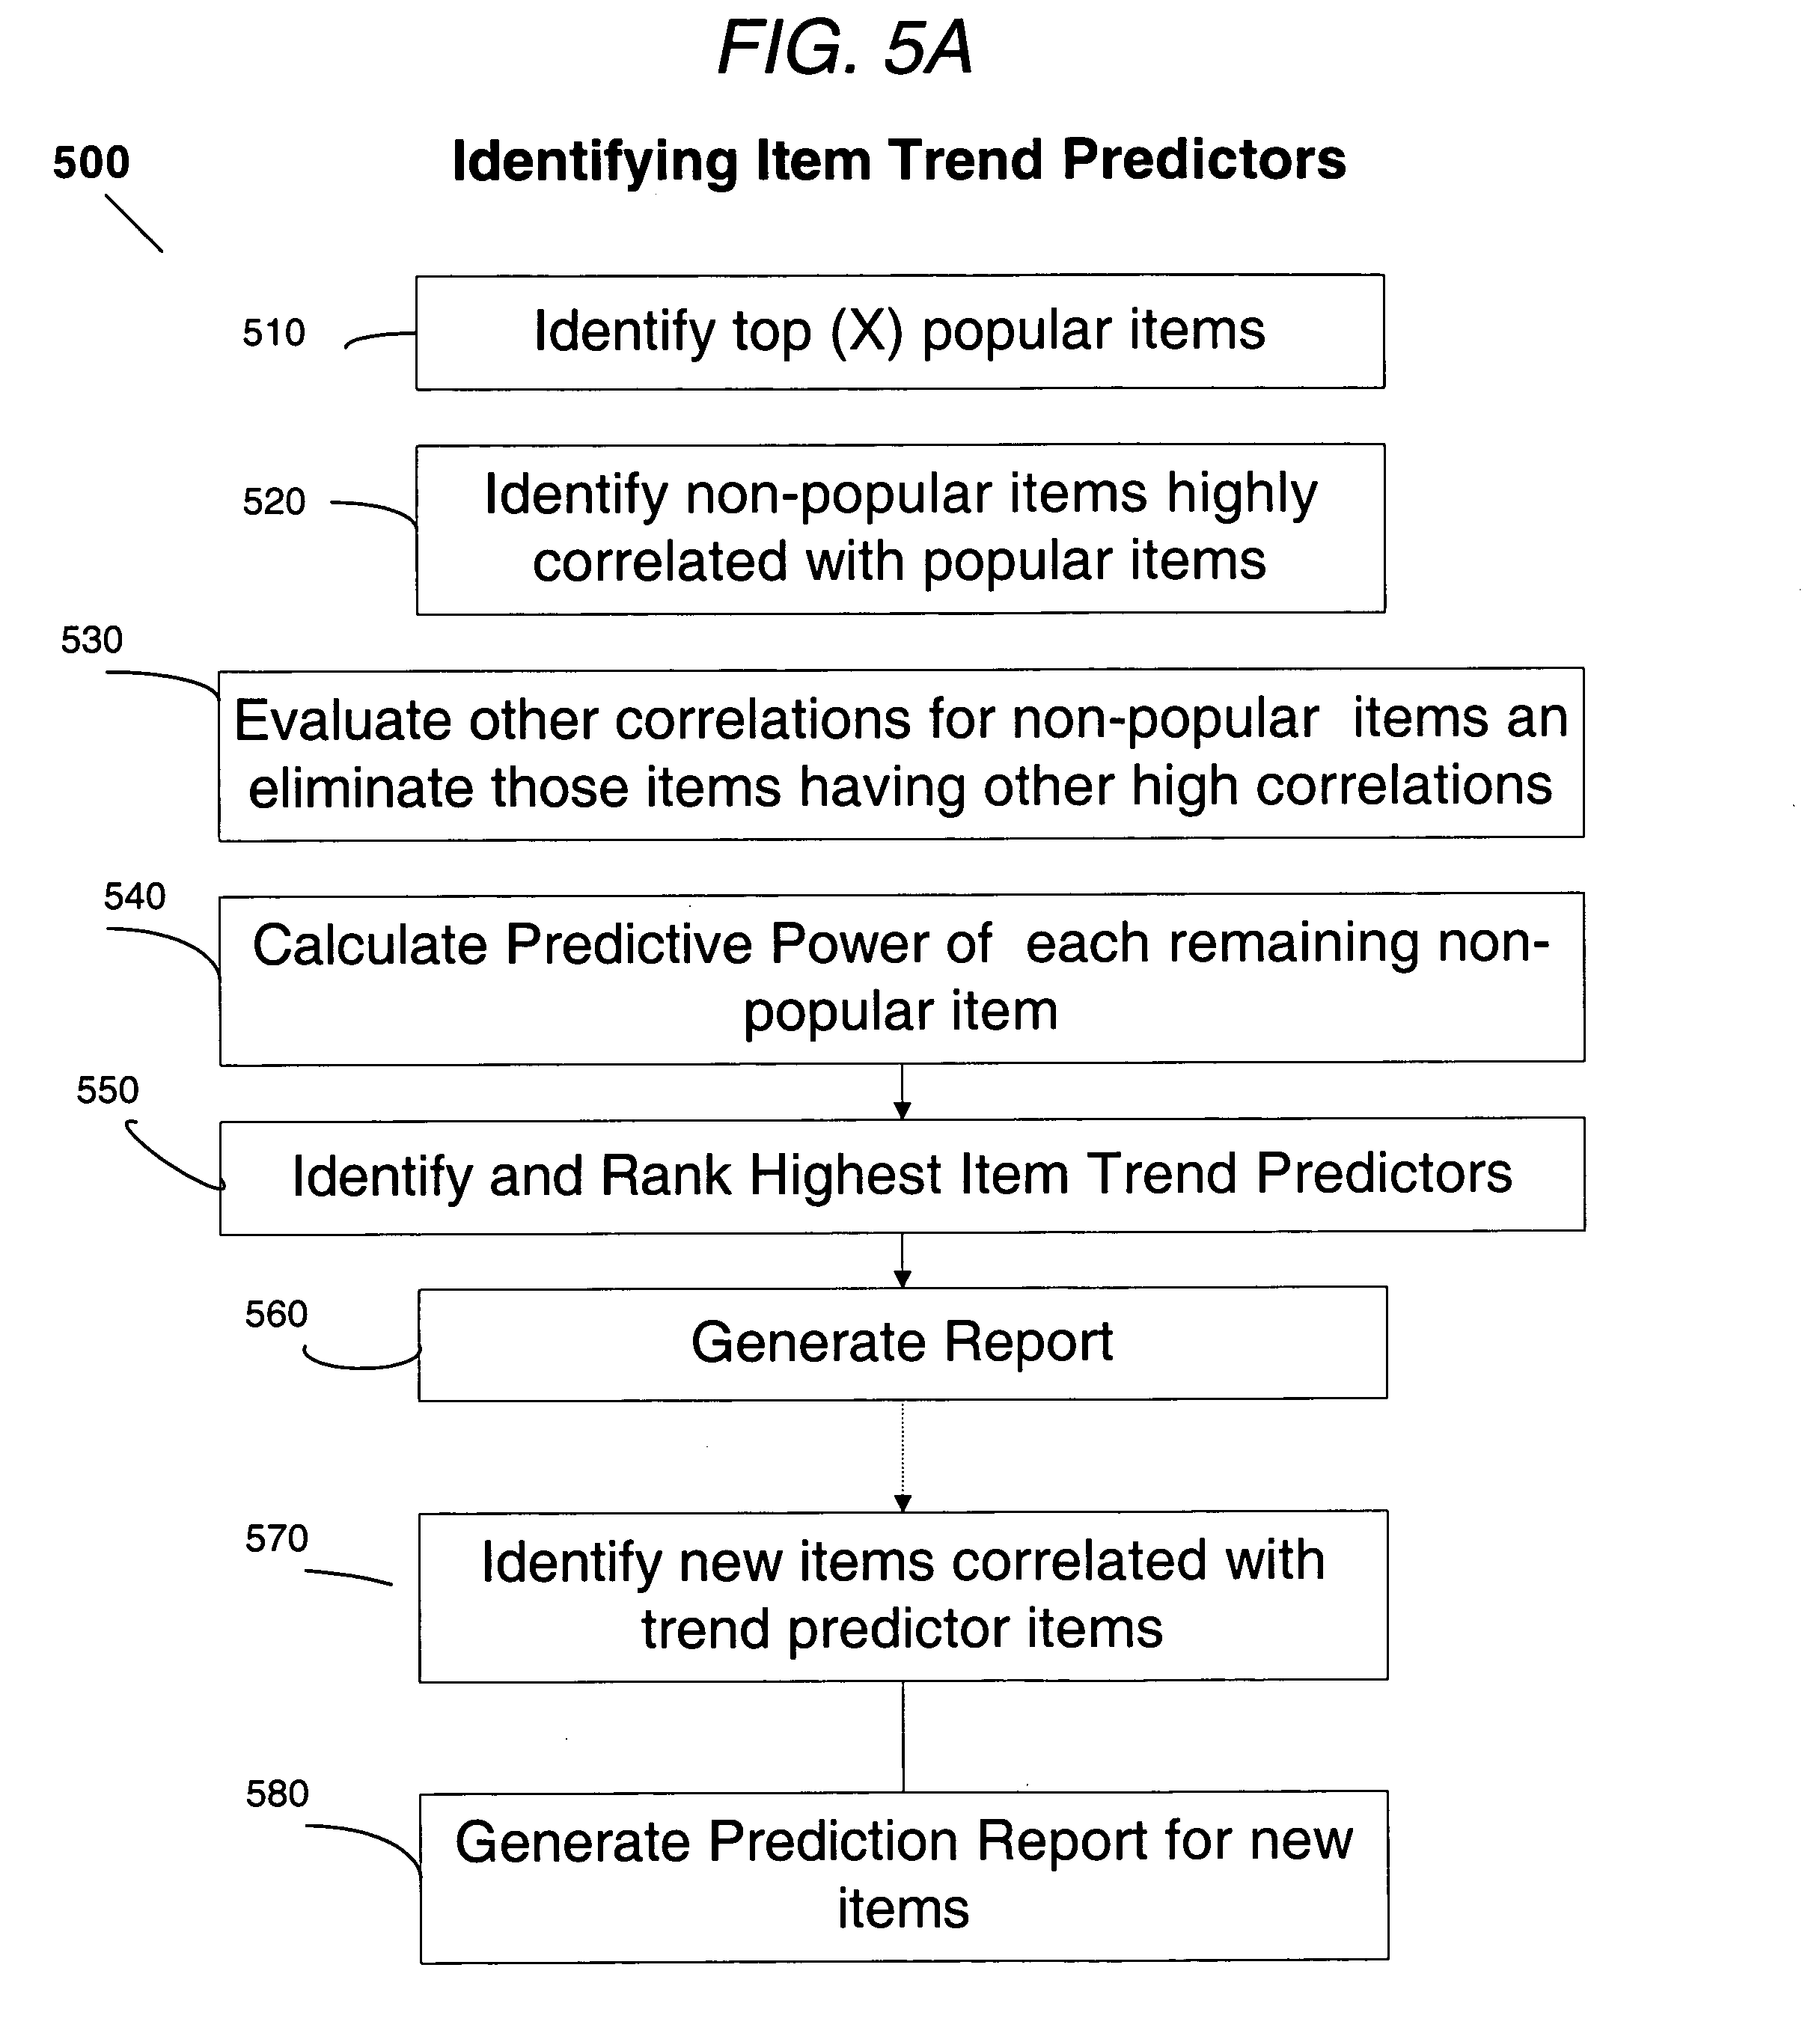 FIG. 5A
500
Identifying Item Trend Predictors
510
Identify top (X) popular items
520
Identify non-popular items highly
correlated with popular items
530
Evaluate other correlations for non-popular items an
eliminate those items having other high correlations
540
Calculate Predictive Power of each remaining non-
popular item
550
Identify and Rank Highest Item Trend Predictors
560
Generate Report
570
Identify new items correlated with
trend predictor items
580
Generate Prediction Report for new
items